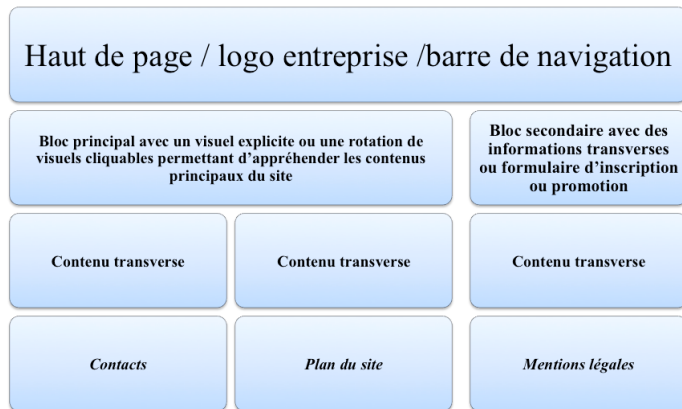 Haut de page / logo entreprise /barre de navigation
Bloc principal avec un visuel explicite ou une rotation de
visuels cliquables permettant d’appréhender les contenus
principaux du site
Bloc secondaire avec des
informations transverses
ou formulaire d’inscription
ou promotion
Contenu transverse
Contenu transverse
Contenu transverse
Contacts
Plan du site
Mentions légales